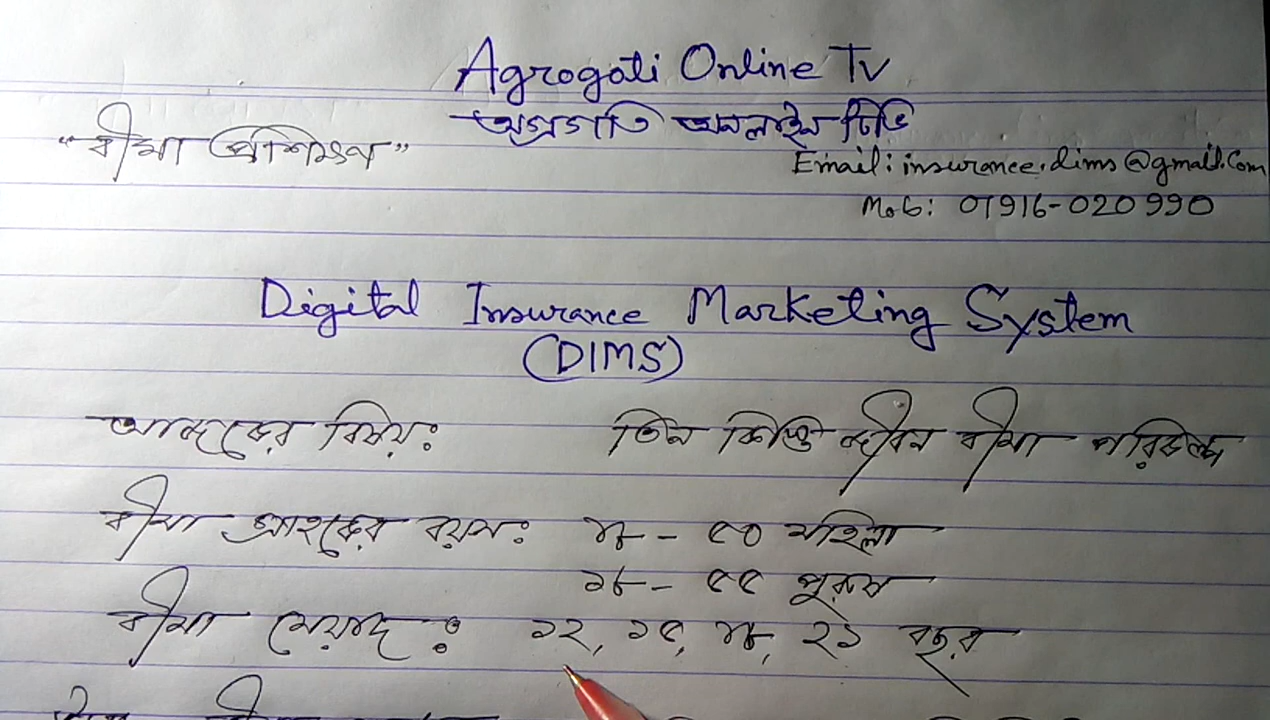 Agrogati Online Tv
অগ্রগতি অনলাইন টিভি
“বীমা প্রশিক্ষণ”
Email: insurance.dims@gmail.com
Mob: 01916-020990
Digital Insurance Marketing System
(DIMS)
আজকের বিষয়ঃ তিন কিস্তি জীবন বীমা পরিকল্প
বীমা গ্রাহকের বয়সঃ ১৮ - ৫০ মহিলা
১৮ - ৫৫ পুরুষ
বীমা মেয়াদ ঃ ১২, ১৫, ১৮, ২১ বছর